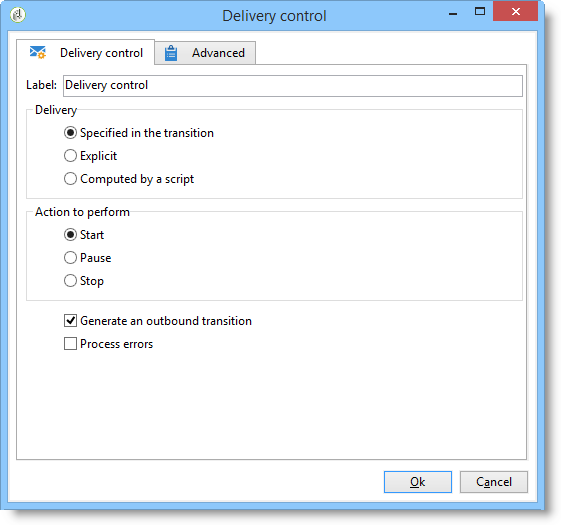 Delivery control
Delivery control Advanced
Label: Delivery control
Delivery
Specified in the transition
Explicit
Computed by a script
Action to perform
Start
Pause
Stop
Generate an outbound transition
Process errors
Ok Cancel